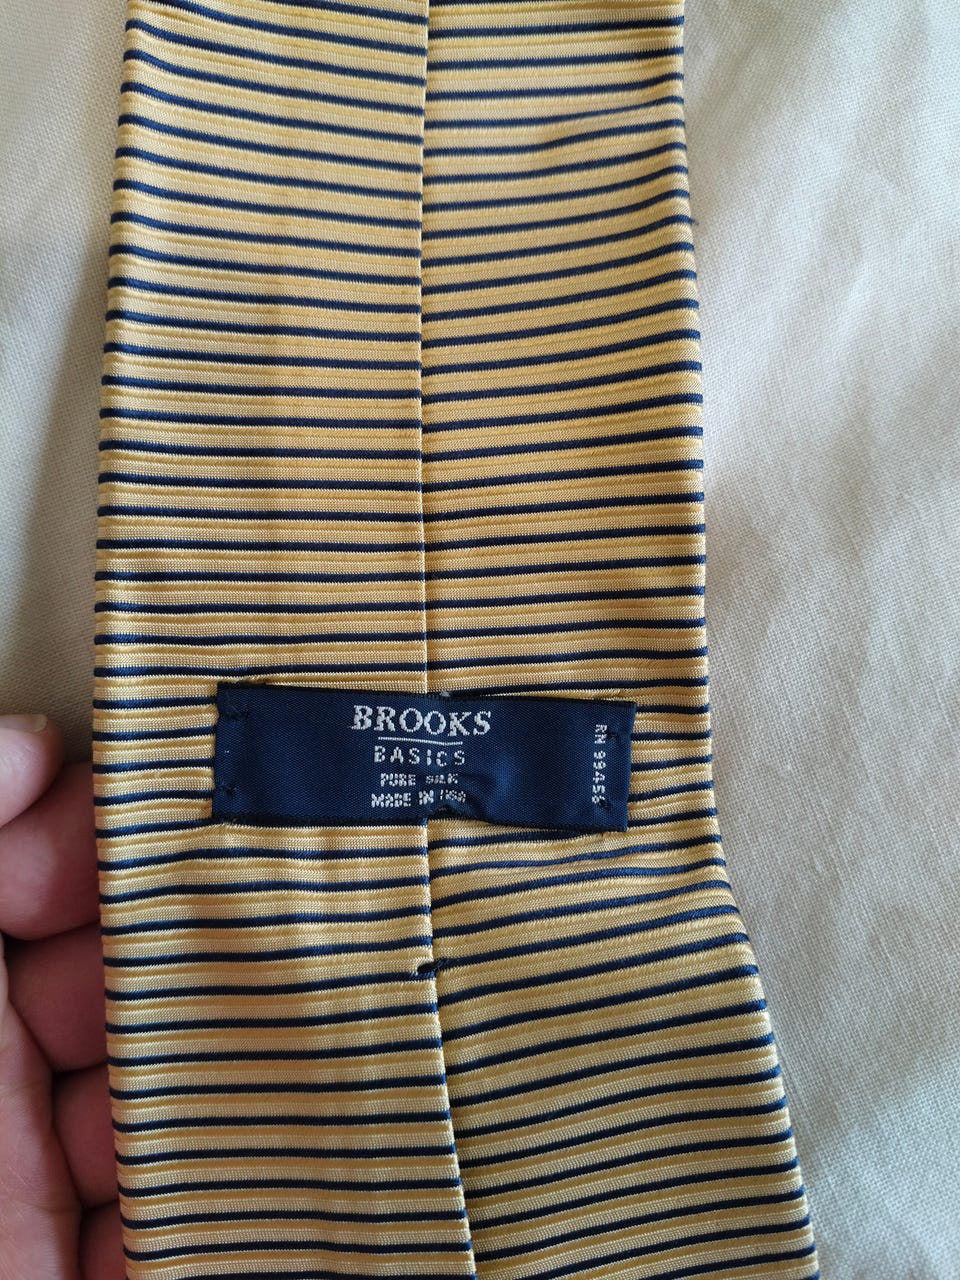 BROOKS
BASICS
PURE SILK
MADE IN USA
RN 99456